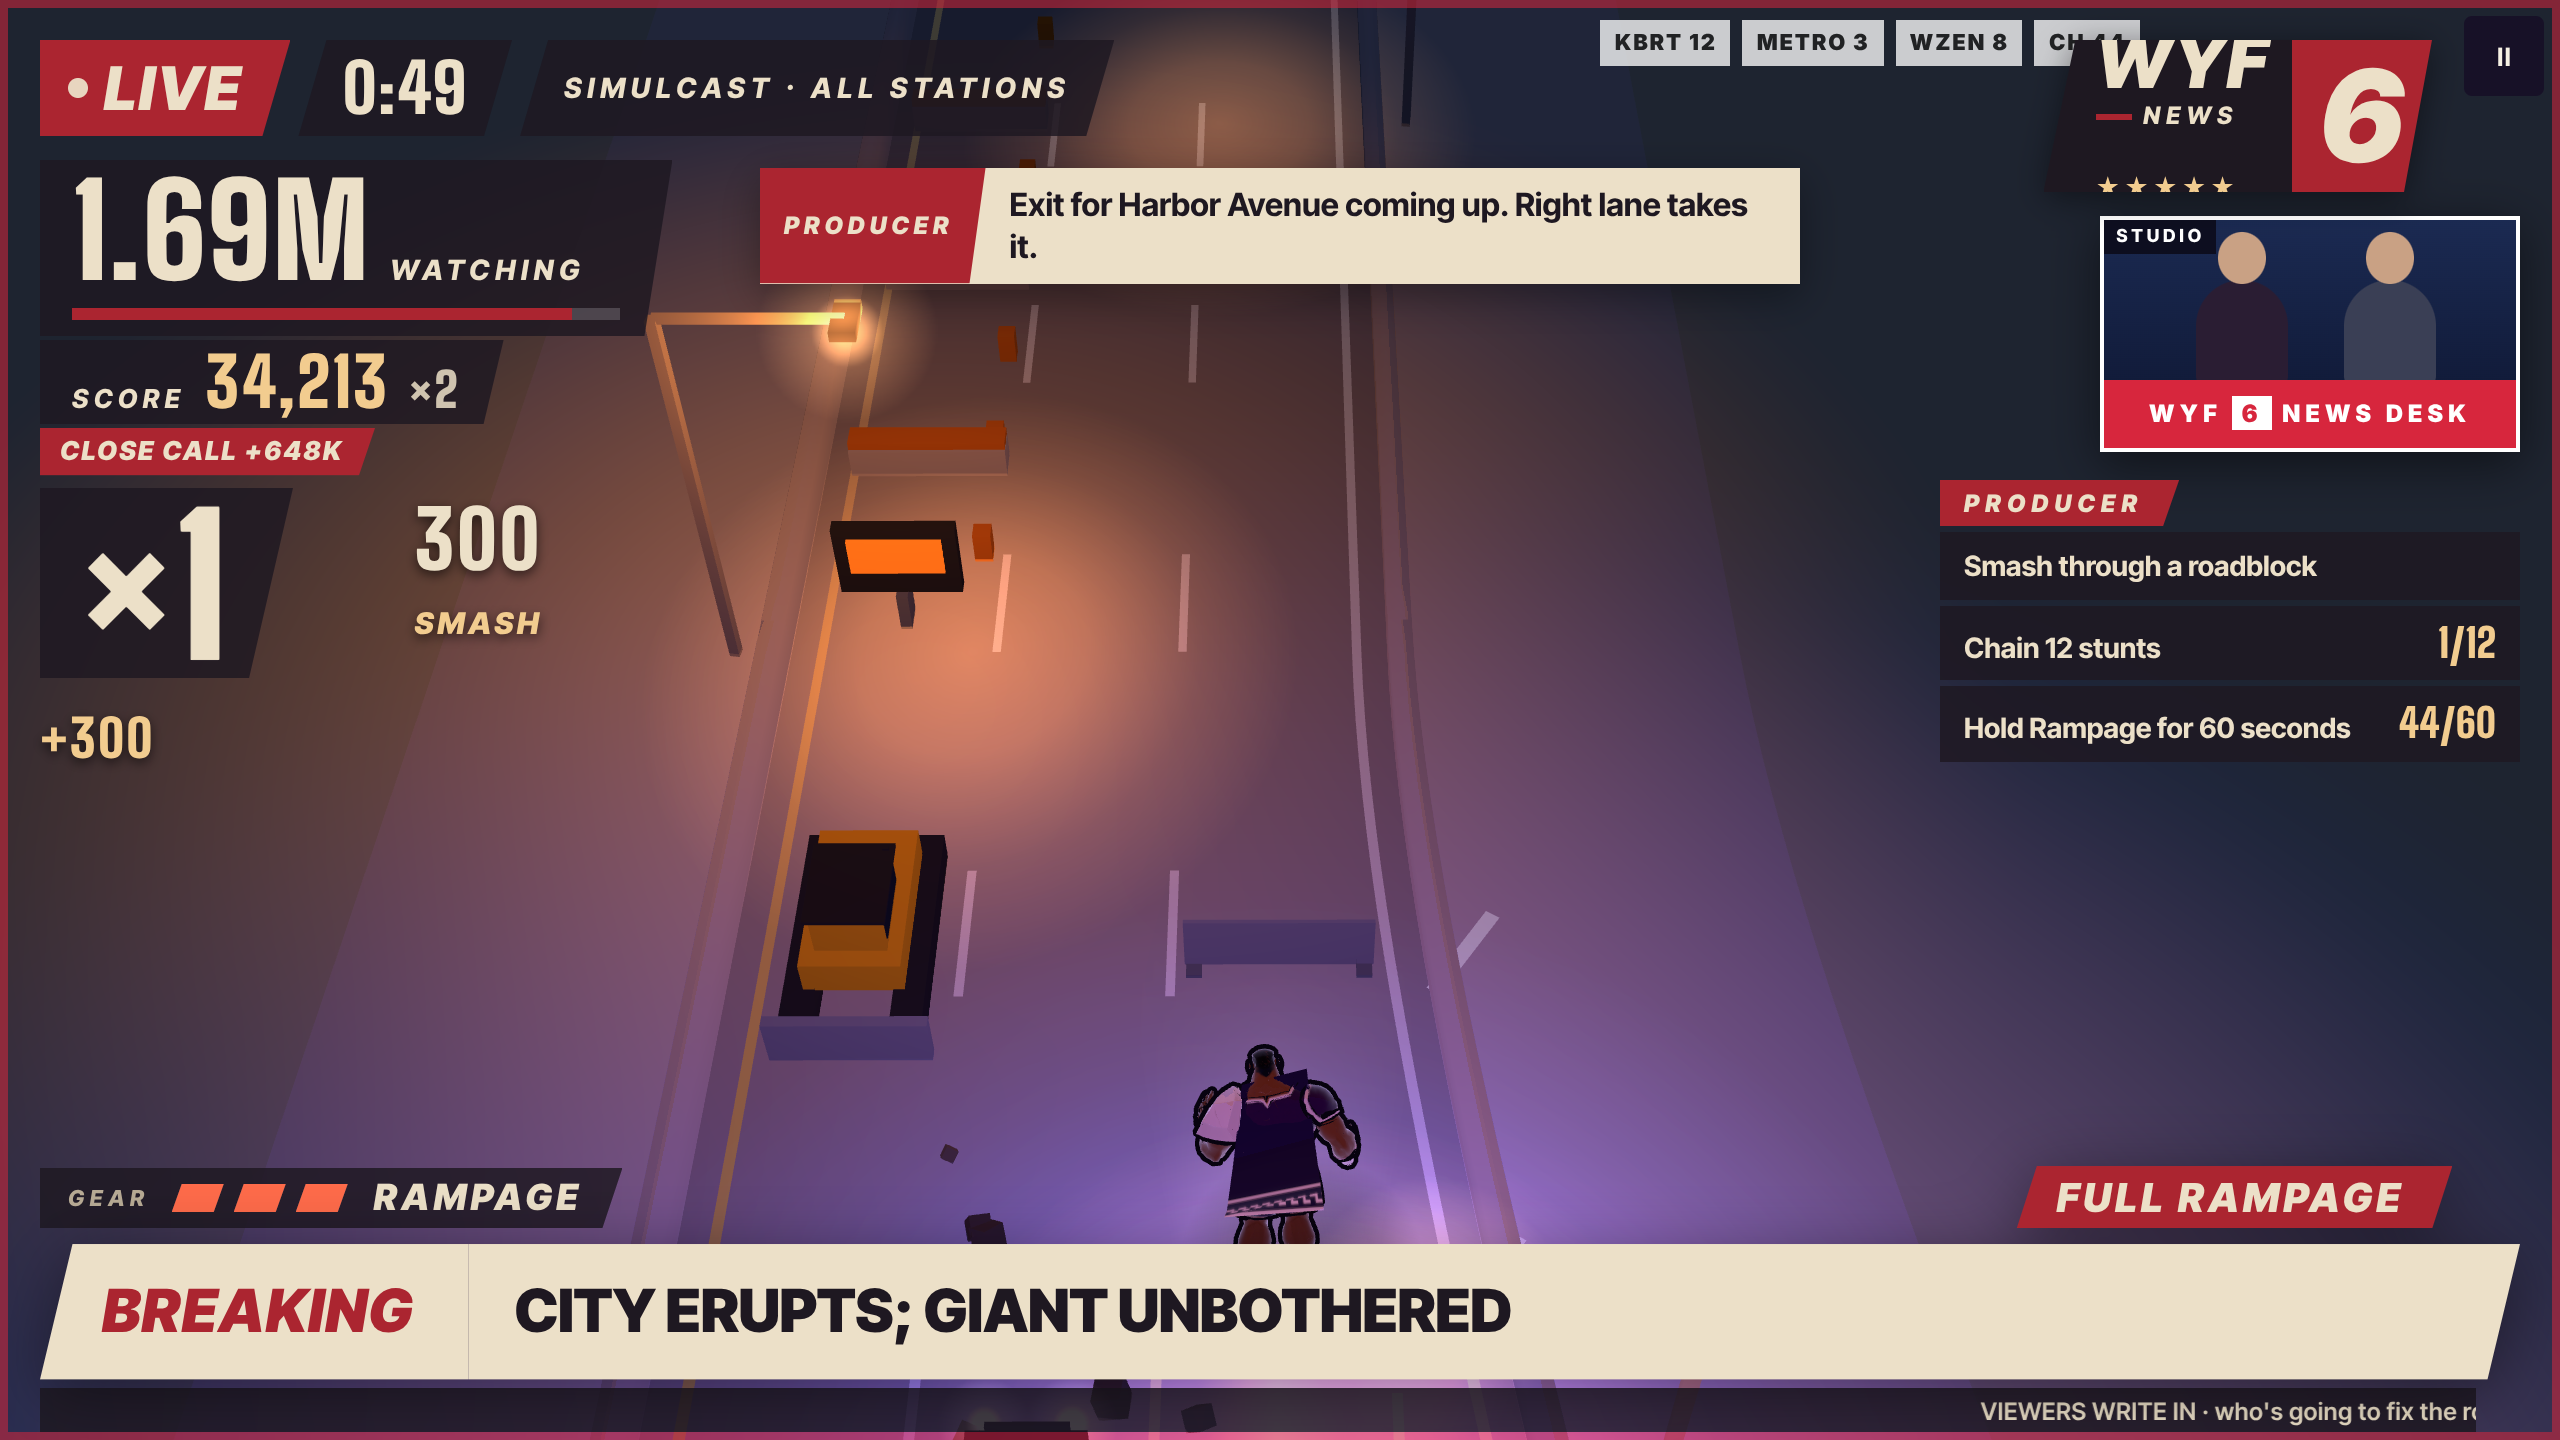 LIVE
0:49
SIMULCAST · ALL STATIONS
KBRT 12
METRO 3
WZEN 8
CH 44
WYF
NEWS
★★★★★
6
1.69M WATCHING
PRODUCER
Exit for Harbor Avenue coming up. Right lane takes
it.
STUDIO
WYF 6 NEWS DESK
SCORE 34,213 ×2
CLOSE CALL +648K
×1
300
SMASH
+300
PRODUCER
Smash through a roadblock
Chain 12 stunts 1/12
Hold Rampage for 60 seconds 44/60
GEAR RAMPAGE
FULL RAMPAGE
BREAKING
CITY ERUPTS; GIANT UNBOTHERED
VIEWERS WRITE IN · who's going to fix the